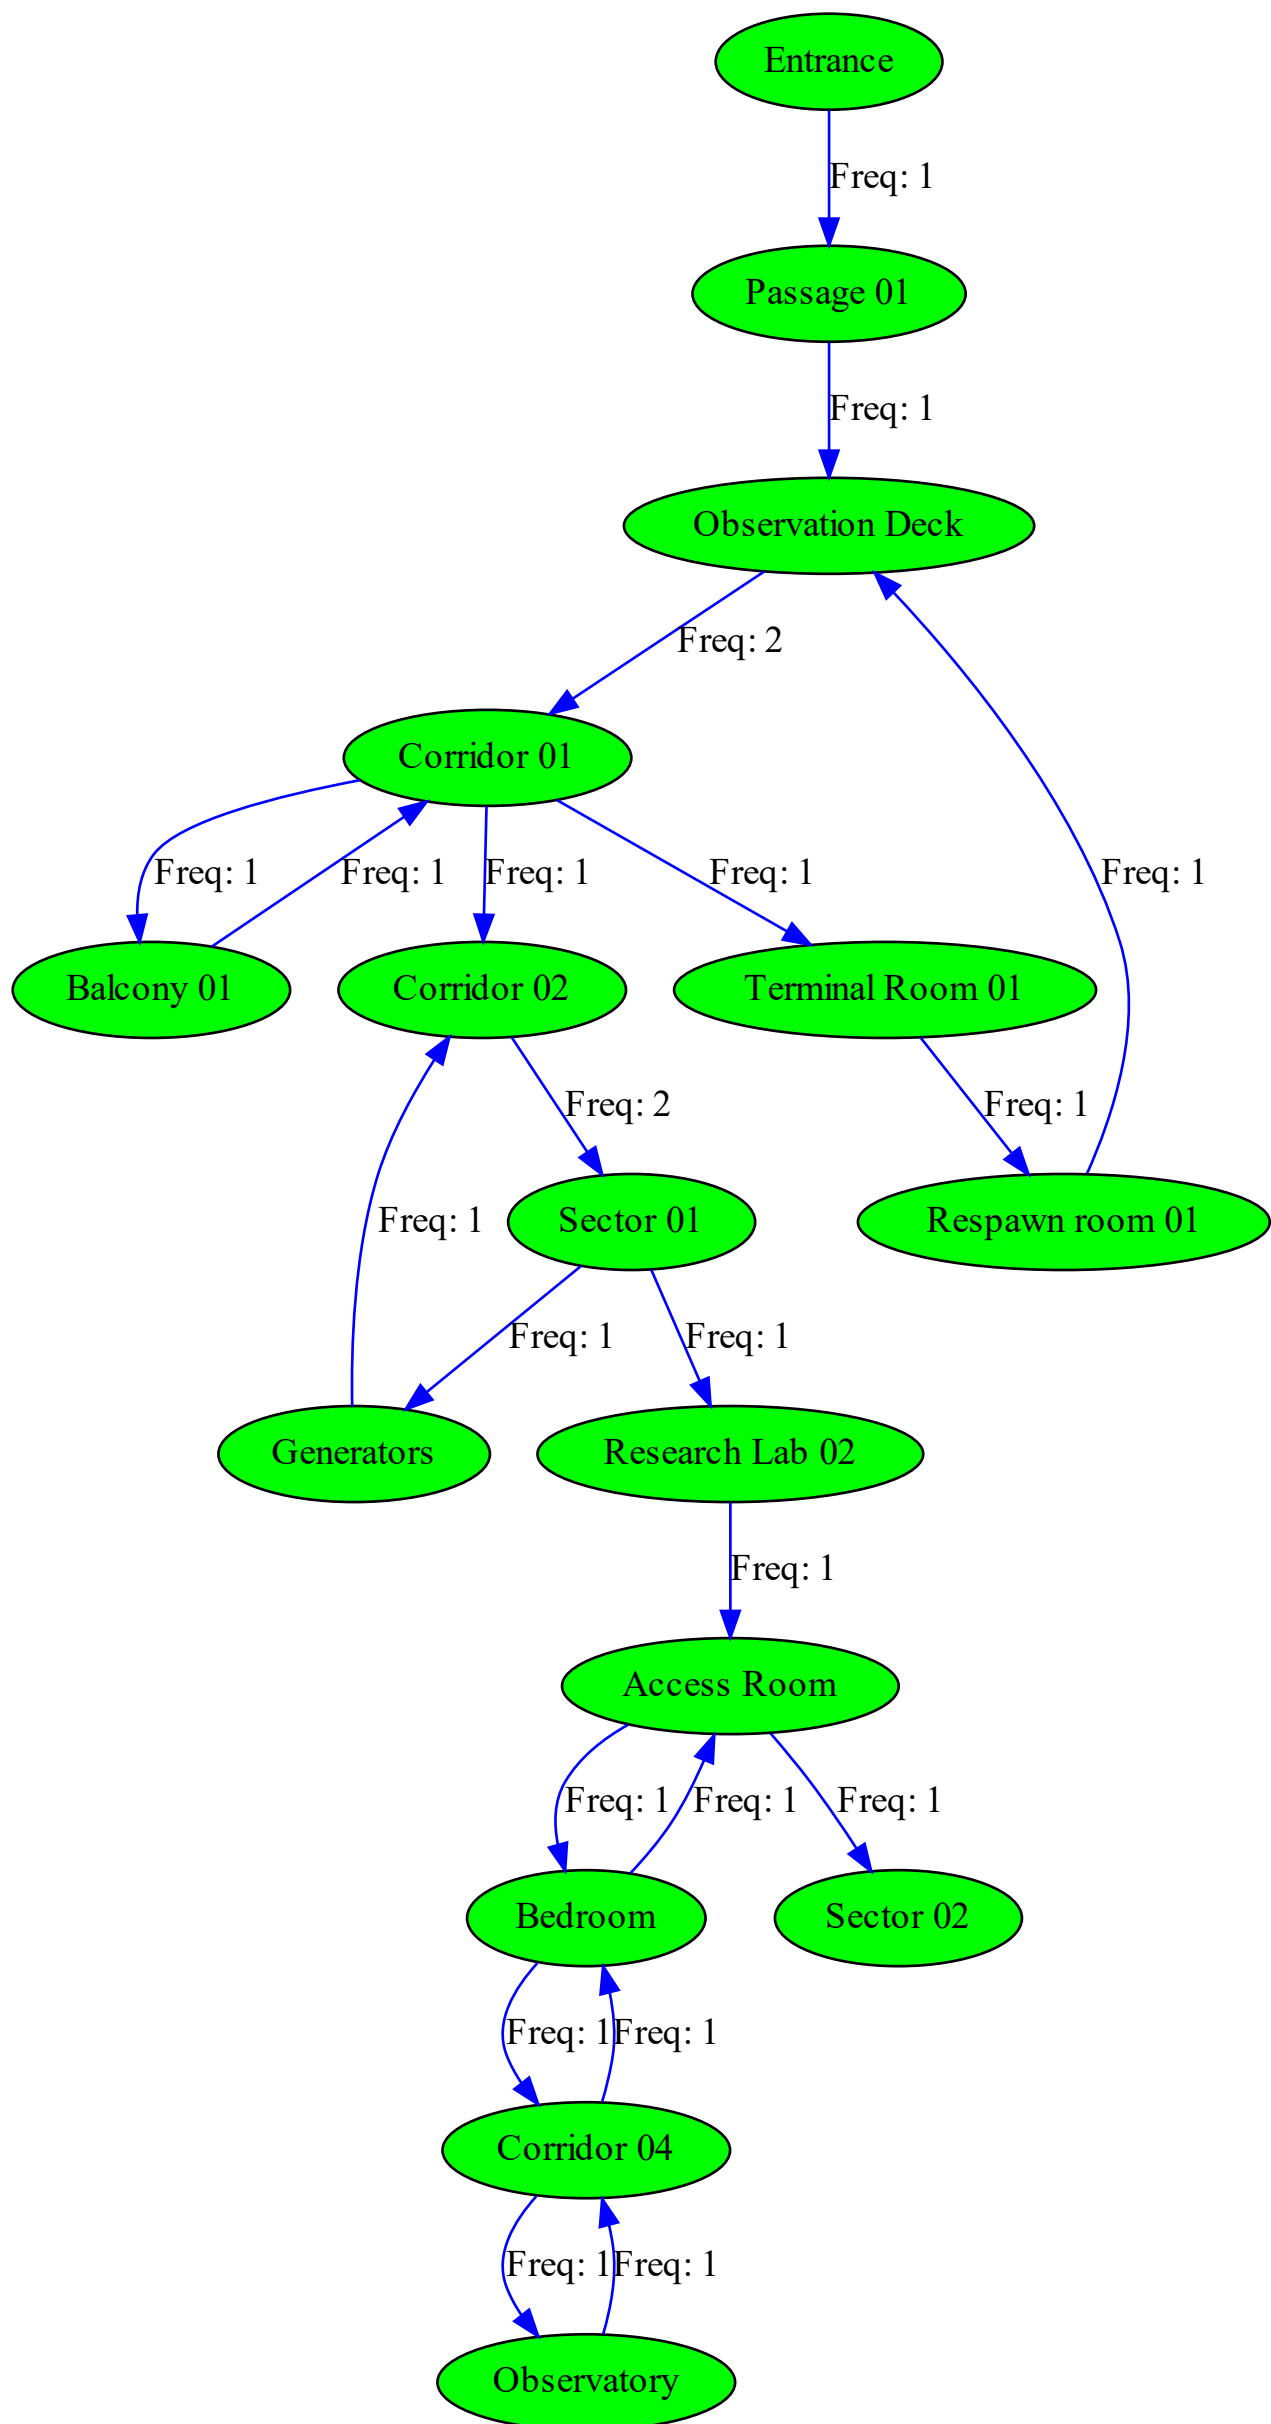 Entrance
Freq: 1
Passage 01
Freq: 1
Observation Deck
Freq: 2
Corridor 01
Freq: 1
Freq: 1
Freq: 1
Freq: 1
Freq: 1
Balcony 01
Corridor 02
Terminal Room 01
Freq: 2
Freq: 1
Freq: 1
Sector 01
Respawn room 01
Freq: 1
Freq: 1
Generators
Research Lab 02
Freq: 1
Access Room
Freq: 1
Freq: 1
Freq: 1
Bedroom
Sector 02
Freq: 1
Freq: 1
Corridor 04
Freq: 1
Freq: 1
Observatory